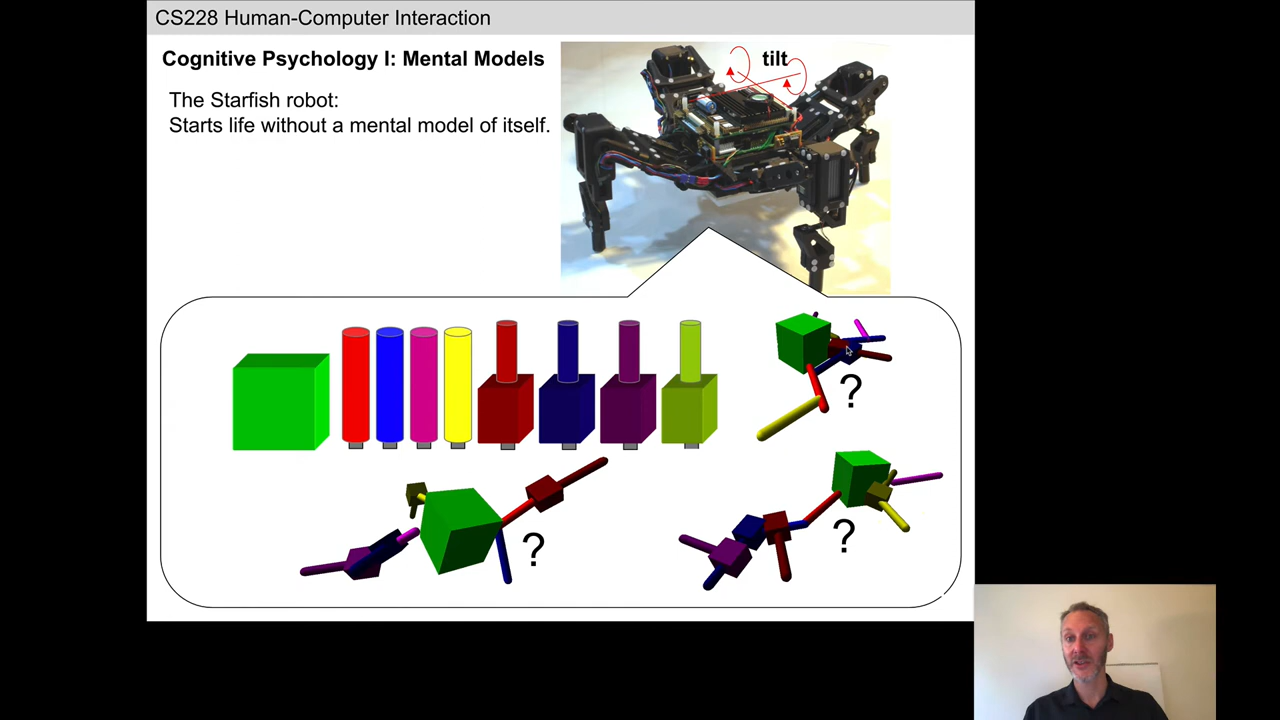 CS228 Human-Computer Interaction
Cognitive Psychology I: Mental Models
tilt
The Starfish robot:
Starts life without a mental model of itself.
?
?
?